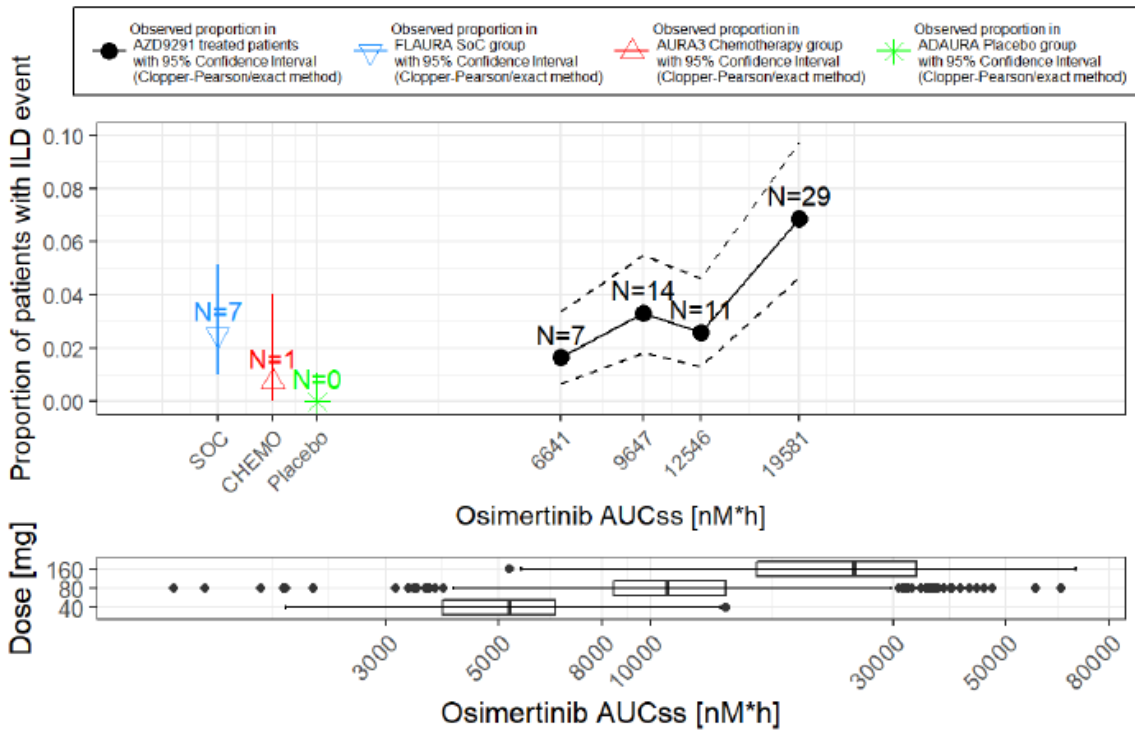 Observed proportion in
AZD9291 treated patients
with 95% Confidence Interval
(Clopper-Pearson/exact method)
Observed proportion in
FLAURA SoC group
with 95% Confidence Interval
(Clopper-Pearson/exact method)
Observed proportion in
AURA3 Chemotherapy group
with 95% Confidence Interval
(Clopper-Pearson/exact method)
Observed proportion in
ADAURA Placebo group
with 95% Confidence Interval
(Clopper-Pearson/exact method)
Proportion of patients with ILD event
0.10
0.08
0.06
0.04
0.02
0.00
N=7
N=1
N=0
N=7
N=14
N=11
N=29
SOC
CHEMO
Placebo
6641
9647
12546
19581
Osimertinib AUCss [nM*h]
Dose [mg]
160
80
40
3000
5000
8000
10000
30000
50000
80000
Osimertinib AUCss [nM*h]